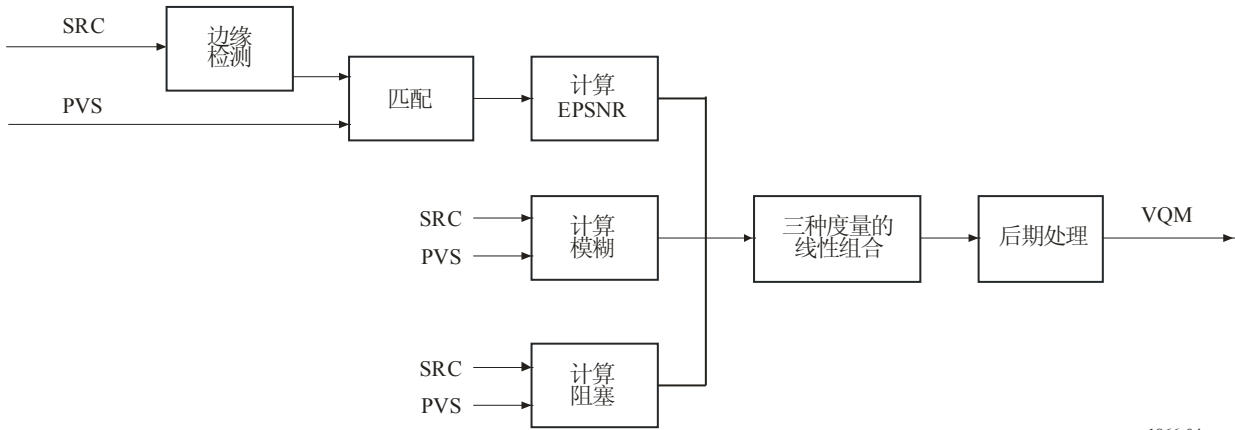 SRC
边缘
检测
PVS
匹配
计算
EPSNR
SRC
PVS
计算
模糊
三种度量的
线性组合
后期处理
VQM
SRC
PVS
计算
阻塞